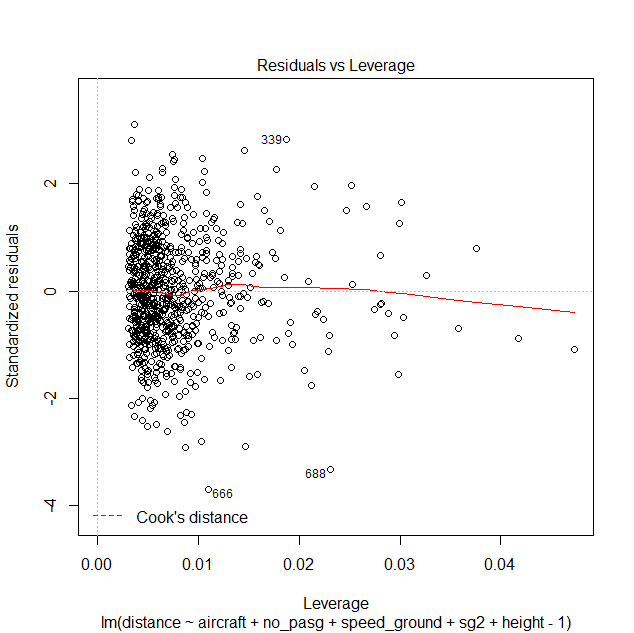 Residuals vs Leverage
Standardized residuals
2
0
-2
-4
339
688
666
Cook's distance
0.00 0.01 0.02 0.03 0.04
Leverage
lm(distance ~ aircraft + no_pasg + speed_ground + sg2 + height - 1)